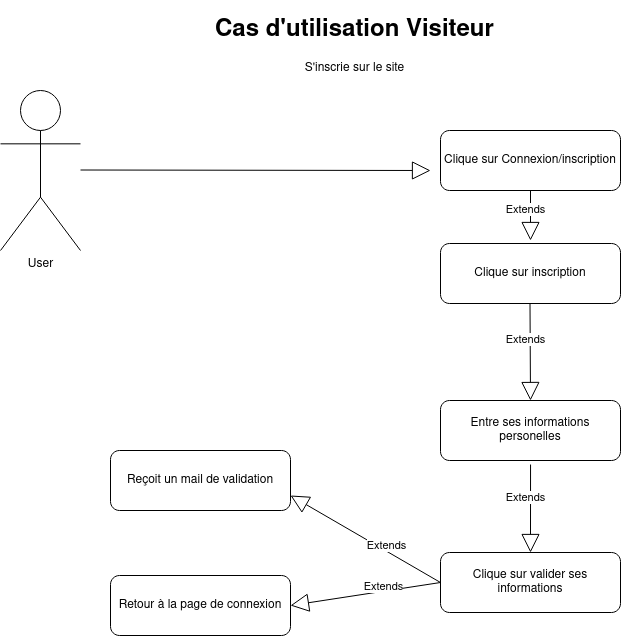 Cas d'utilisation Visiteur
S'inscrie sur le site
Clique sur Connexion/inscription
Extends
User
Clique sur inscription
Extends
Entre ses informations
personelles
Reçoit un mail de validation
Extends
Extends
Clique sur valider ses
informations
Extends
Retour à la page de connexion